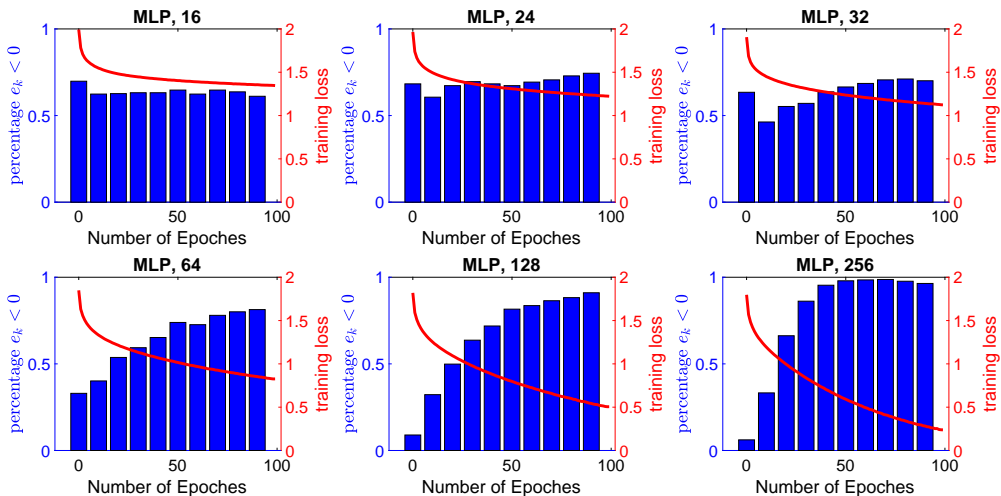 MLP, 16
MLP, 24
MLP, 32
1
0.5
0
percentage e_k < 0
2
1.5
1
0.5
0
training loss
0 50 100
Number of Epoches
1
0.5
0
percentage e_k < 0
2
1.5
1
0.5
0
training loss
0 50 100
Number of Epoches
1
0.5
0
percentage e_k < 0
2
1.5
1
0.5
0
training loss
0 50 100
Number of Epoches
MLP, 64
MLP, 128
MLP, 256
1
0.5
0
percentage e_k < 0
2
1.5
1
0.5
0
training loss
0 50 100
Number of Epoches
1
0.5
0
percentage e_k < 0
2
1.5
1
0.5
0
training loss
0 50 100
Number of Epoches
1
0.5
0
percentage e_k < 0
2
1.5
1
0.5
0
training loss
0 50 100
Number of Epoches